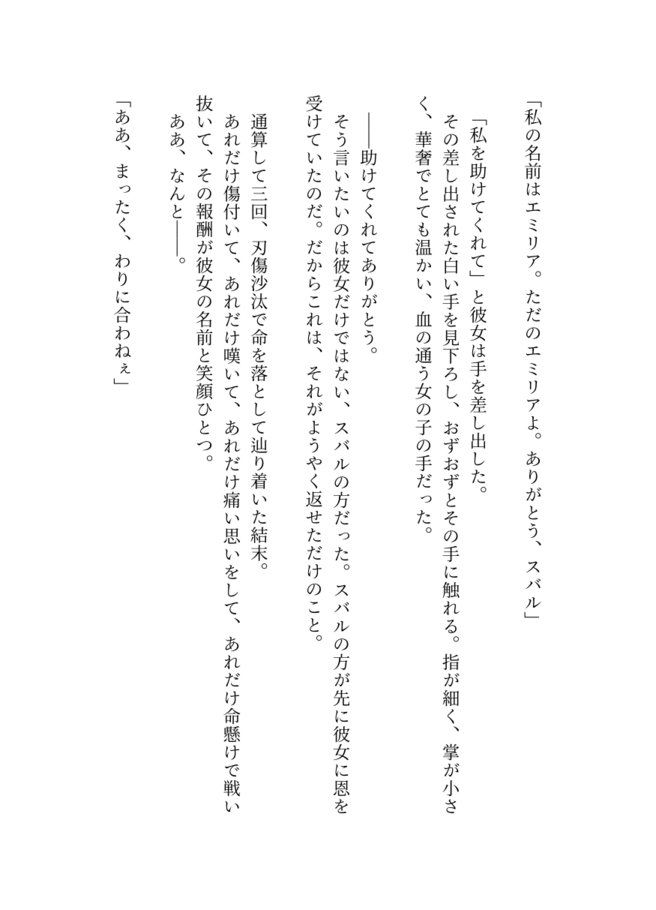 「私の名前はエミリア。ただのエミリアよ。ありがとう、スバル」
「私を助けてくれて」と彼女は手を差し出した。
その差し出された白い手を見下ろし、おずおずとその手に触れる。指が細く、掌が小さ
く、華奢でとても温かい、血の通う女の子の手だった。
――助けてくれてありがとう。
そう言いたいのは彼女だけではない、スバルの方だった。スバルの方が先に彼女に恩を
受けていたのだ。だからこれは、それがようやく返せただけのこと。
通算して三回、刃傷沙汰で命を落として辿り着いた結末。
あれだけ傷付いて、あれだけ嘆いて、あれだけ痛い思いをして、あれだけ命懸けで戦い
抜いて、その報酬が彼女の名前と笑顔ひとつ。
ああ、なんと――。
「ああ、まったく、わりに合わねぇ」